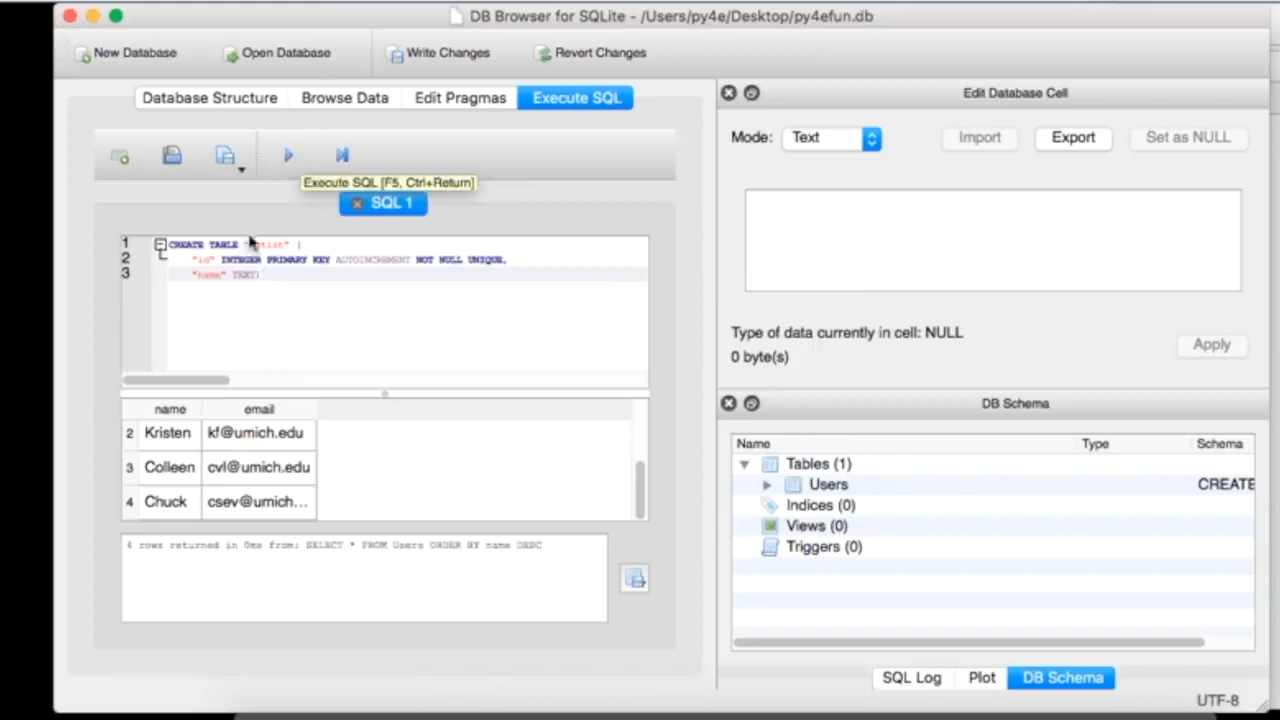 DB Browser for SQLite - /Users/py4e/Desktop/py4efun.db
New Database Open Database Write Changes Revert Changes
Database Structure Browse Data Edit Pragmas Execute SQL
Execute SQL [F5, Ctrl+Return]
SQL 1
1 CREATE TABLE
2 "id" INTEGER PRIMARY KEY AUTOINCREMENT NOT NULL UNIQUE,
3 "name" TEXT)
name email
2 Kristen kf@umich.edu
3 Colleen cvl@umich.edu
4 Chuck csev@umich...
4 rows returned in 0ms from: SELECT * FROM Users ORDER BY name DESC
Edit Database Cell
Mode: Text Import Export Set as NULL
Type of data currently in cell: NULL
0 byte(s)
Apply
DB Schema
Name Type Schema
Tables (1)
Users CREATE
Indices (0)
Views (0)
Triggers (0)
SQL Log Plot DB Schema
UTF-8